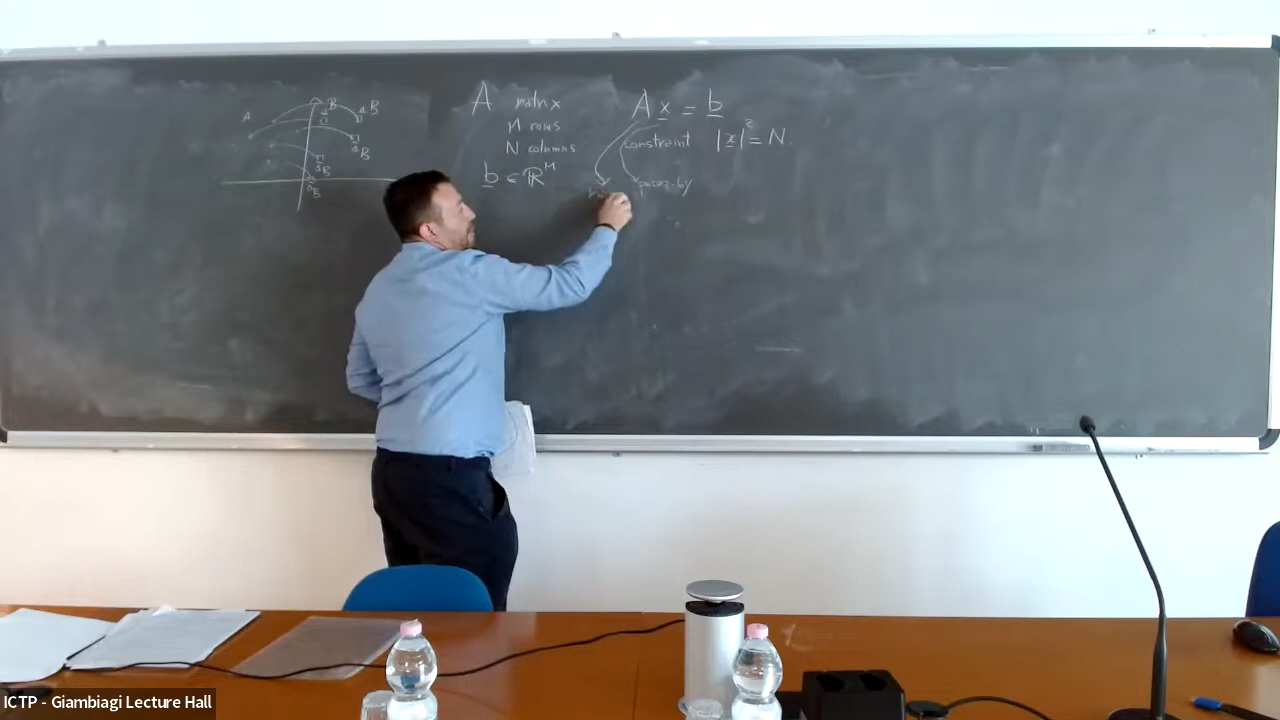 A B B
B
B
B
A matrix
M rows
N columns
b ∈ ℝ^M
A x = b
constraint |x|² = N
ICTP - Giambiagi Lecture Hall